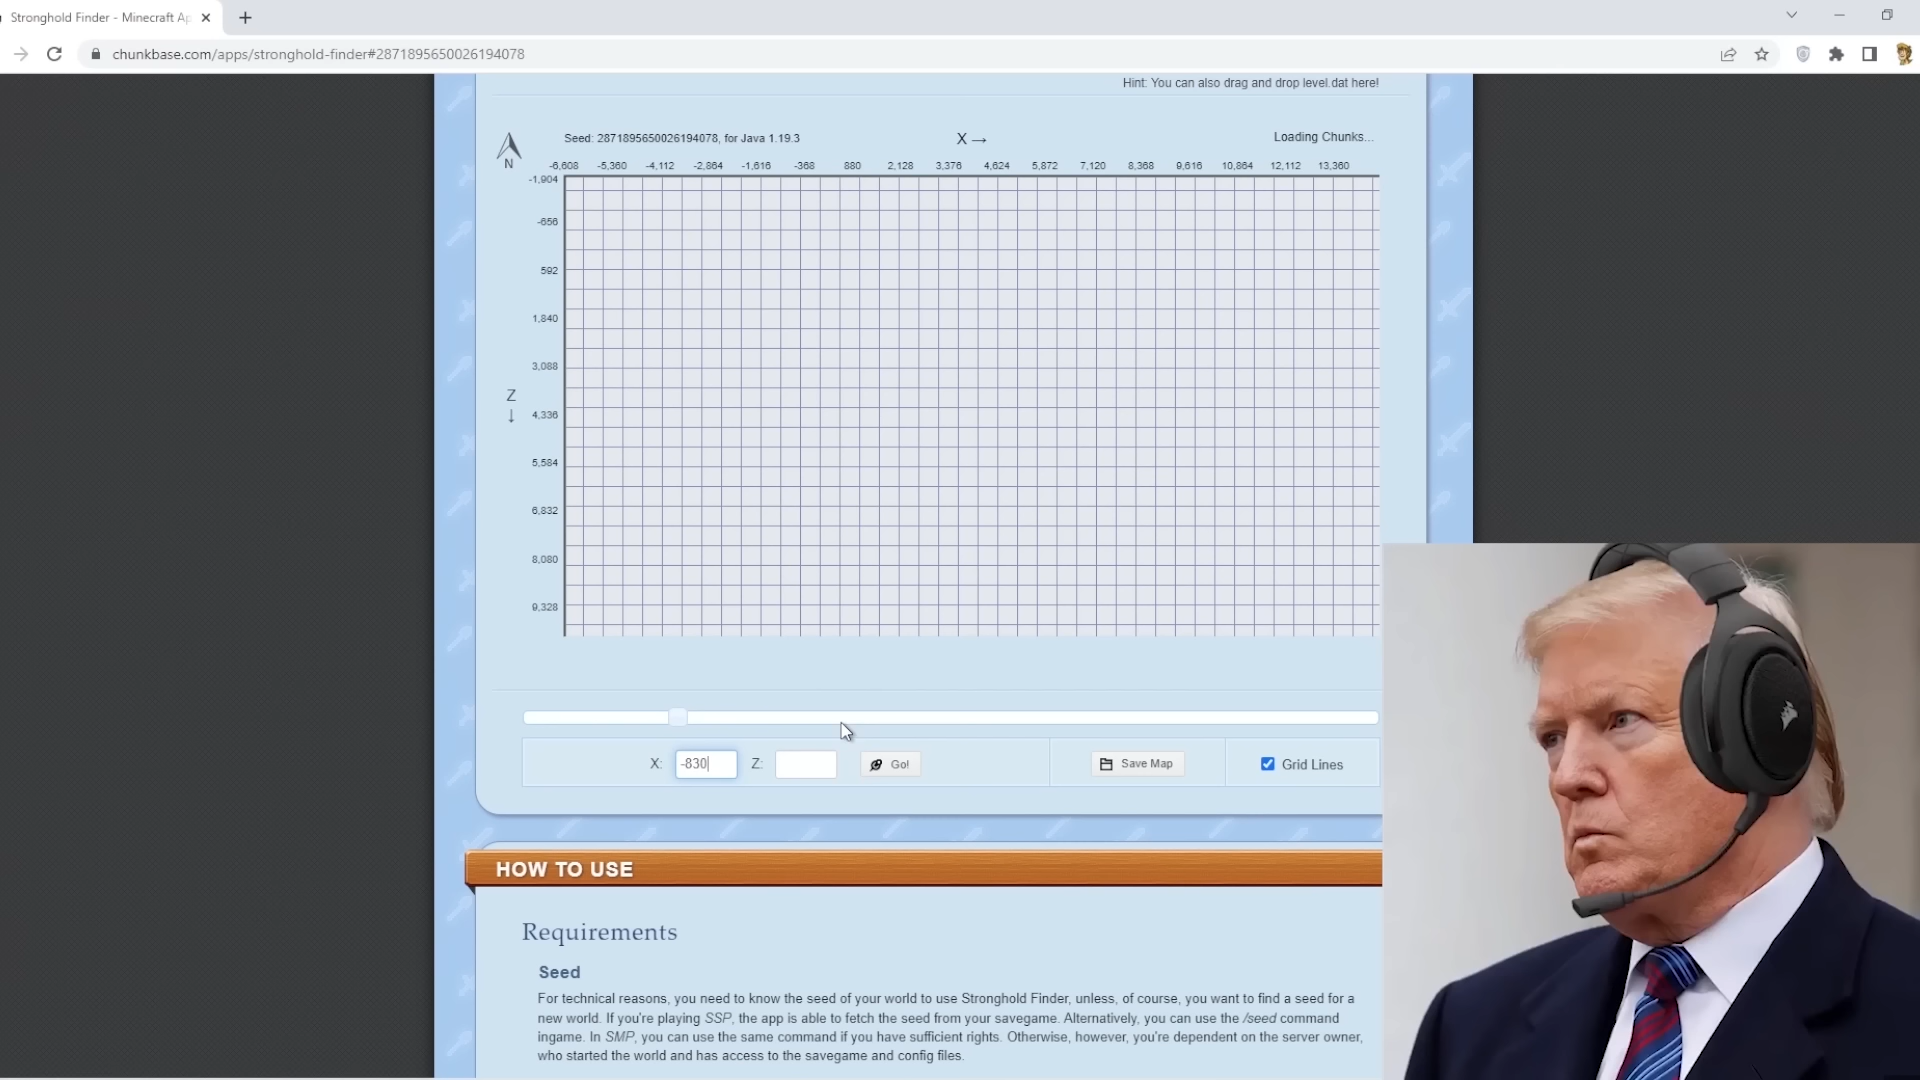 Stronghold Finder - Minecraft Ap
chunkbase.com/apps/stronghold-finder#2871895650026194078
Hint: You can also drag and drop level.dat here!
N
Seed: 2871895650026194078, for Java 1.19.3
X →
Loading Chunks...
-6,608 -5,360 -4,112 -2,864 -1,616 -368 880 2,128 3,376 4,624 5,872 7,120 8,368 9,616 10,864 12,112 13,360
-1,904
-656
592
1,840
3,088
Z
↓
4,336
5,584
6,832
8,080
9,328
X: -830 Z: Go! Save Map Grid Lines
HOW TO USE
Requirements
Seed
For technical reasons, you need to know the seed of your world to use Stronghold Finder, unless, of course, you want to find a seed for a
new world. If you're playing SSP, the app is able to fetch the seed from your savegame. Alternatively, you can use the /seed command
ingame. In SMP, you can use the same command if you have sufficient rights. Otherwise, however, you're dependent on the server owner,
who started the world and has access to the savegame and config files.